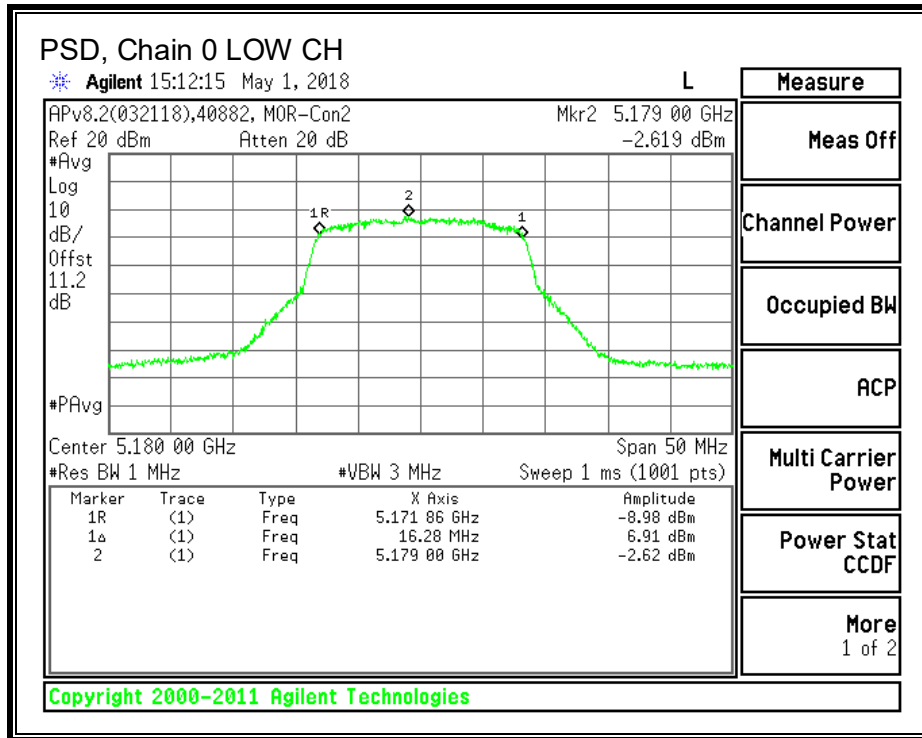 PSD, Chain 0 LOW CH
Agilent 15:12:15 May 1, 2018 L
APv8.2(032118),40882, MOR-Con2 Mkr2 5.179 00 GHz
Ref 20 dBm Atten 20 dB -2.619 dBm
#Avg
Log
10
dB/
Offst
11.2
dB
1R
2
1
#PAvg
Center 5.180 00 GHz Span 50 MHz
#Res BW 1 MHz #VBW 3 MHz Sweep 1 ms (1001 pts)
Marker Trace Type X Axis Amplitude
1R (1) Freq 5.171 86 GHz -8.98 dBm
1Δ (1) Freq 16.28 MHz 6.91 dBm
2 (1) Freq 5.179 00 GHz -2.62 dBm
Measure
Meas Off
Channel Power
Occupied BW
ACP
Multi Carrier
Power
Power Stat
CCDF
More
1 of 2
Copyright 2000-2011 Agilent Technologies